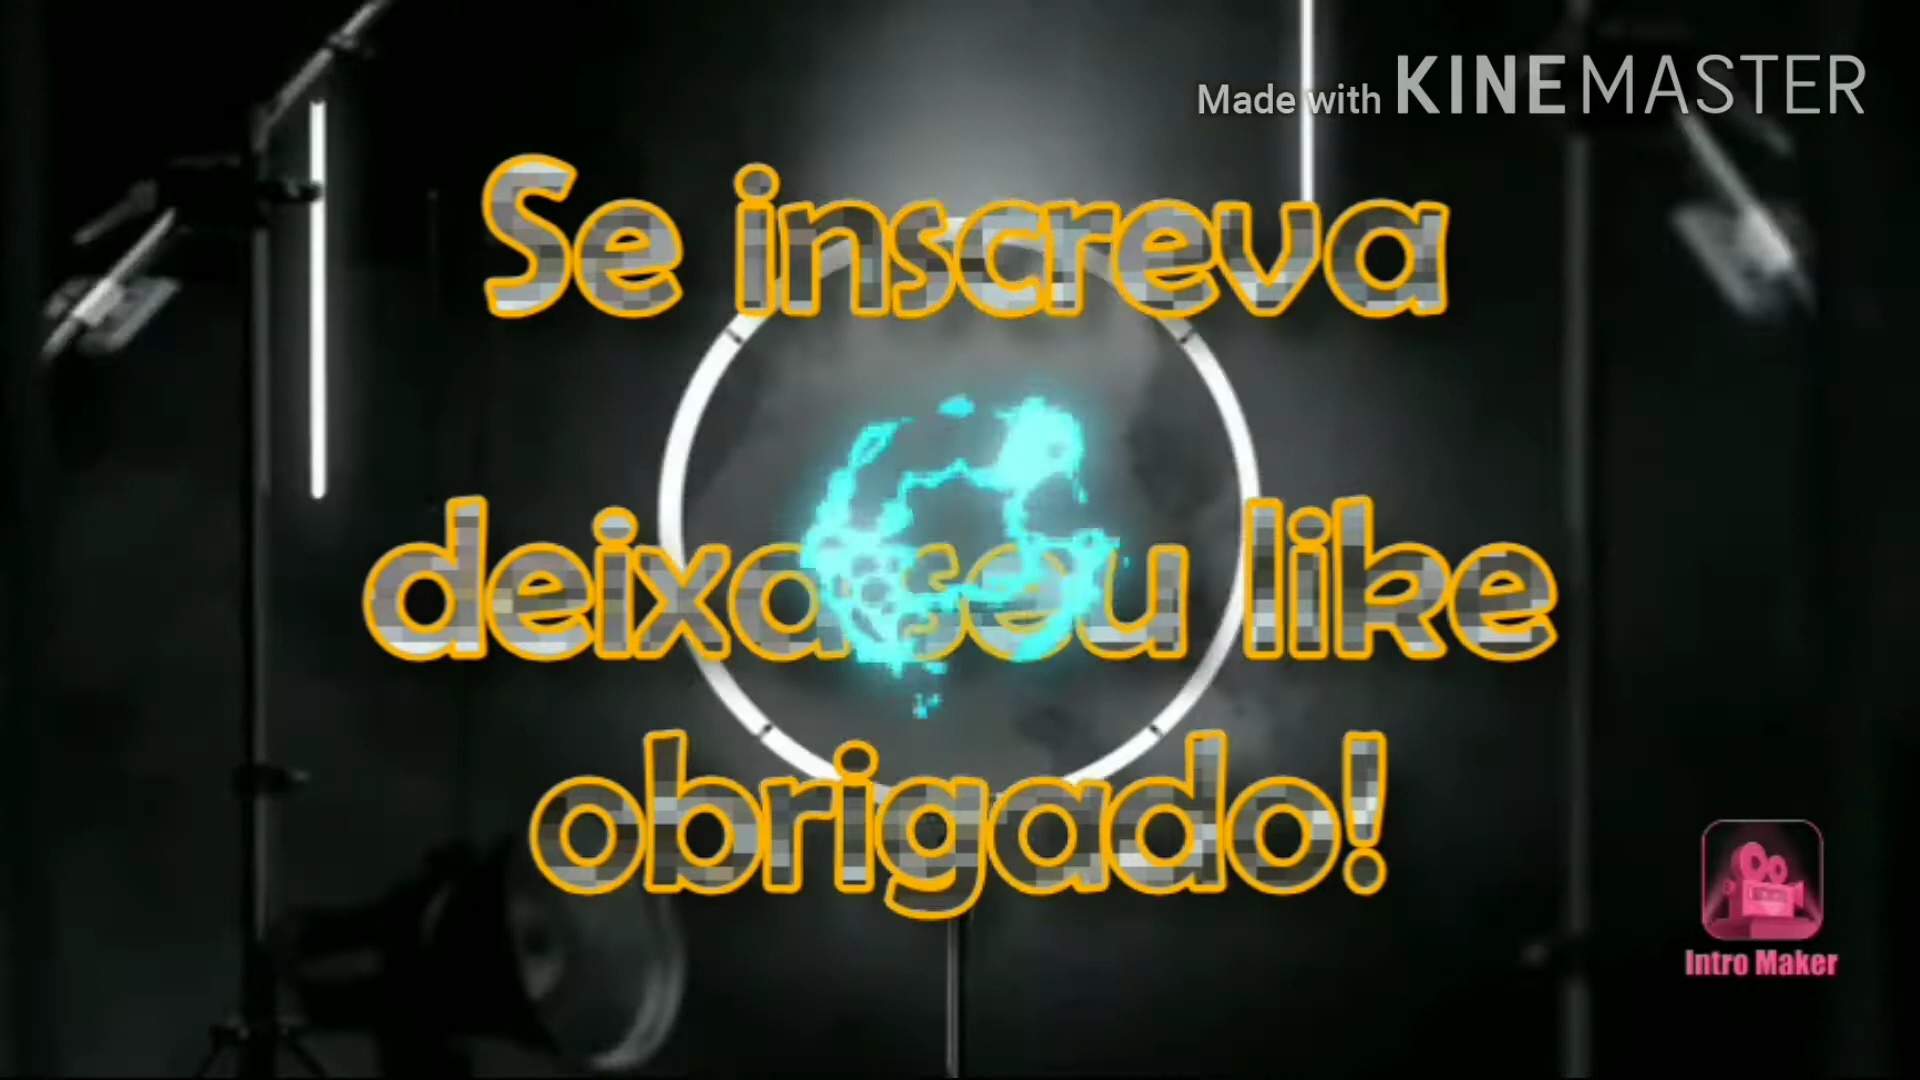 Made with KINEMASTER
Se inscreva
deixa seu like
obrigado!
Intro Maker